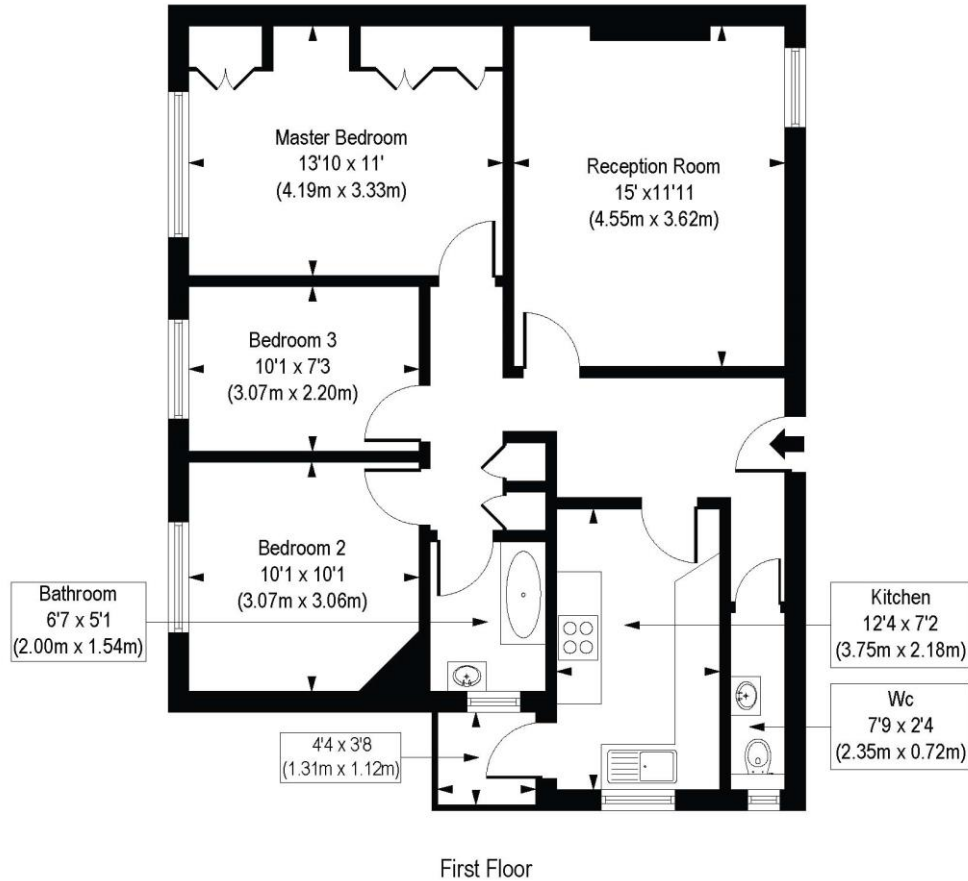 Master Bedroom
13'10 x 11'
(4.19m x 3.33m)
Reception Room
15' x11'11
(4.55m x 3.62m)
Bedroom 3
10'1 x 7'3
(3.07m x 2.20m)
Bedroom 2
10'1 x 10'1
(3.07m x 3.06m)
Bathroom
6'7 x 5'1
(2.00m x 1.54m)
Kitchen
12'4 x 7'2
(3.75m x 2.18m)
Wc
7'9 x 2'4
(2.35m x 0.72m)
4'4 x 3'8
(1.31m x 1.12m)
First Floor